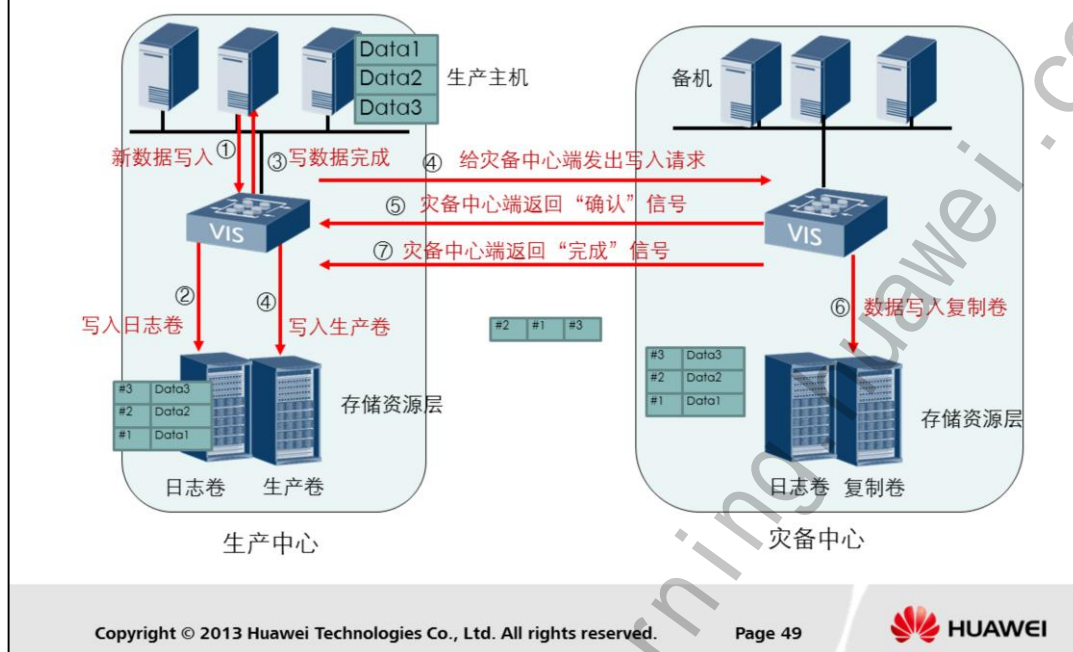 Data1
Data2
Data3
生产主机
备机
新数据写入
①
③ 写数据完成
④ 给灾备中心端发出写入请求
⑤ 灾备中心端返回“确认”信号
⑦ 灾备中心端返回“完成”信号
VIS
VIS
②
写入日志卷
④
写入生产卷
⑥ 数据写入复制卷
#2 #1 #3
#3 Data3
#2 Data2
#1 Data1
存储资源层
日志卷 生产卷
#3 Data3
#2 Data2
#1 Data1
存储资源层
日志卷 复制卷
生产中心
灾备中心
Copyright © 2013 Huawei Technologies Co., Ltd. All rights reserved.
Page 49
HUAWEI
rning.huawei.co